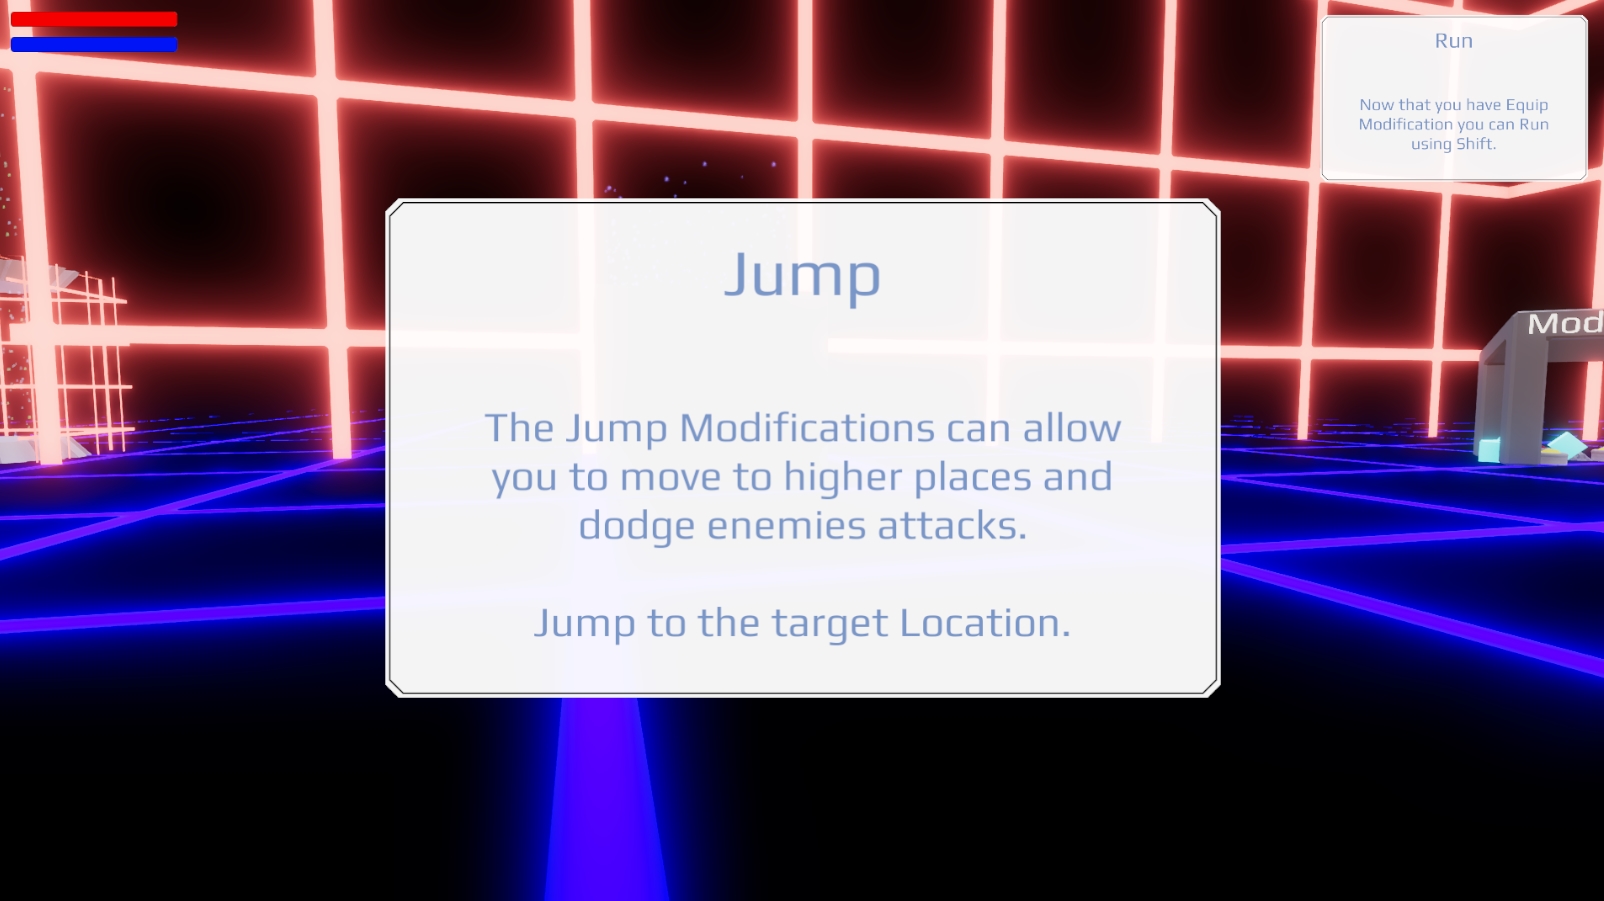 Run
Now that you have Equip
Modification you can Run
using Shift.
Jump
The Jump Modifications can allow
you to move to higher places and
dodge enemies attacks.
Jump to the target Location.
Mod